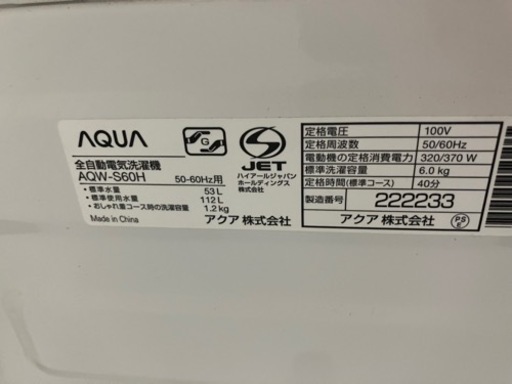 AQUA
G
全自動電気洗濯機
AQW-S60H 50-60Hz用
・標準水量 53L
・標準使用水量 112L
・おしゃれ着コース時の洗濯容量 1.2kg
Made in China アクア株式会社
S
JET
ハイアールジャパン
ホールディングス
株式会社
定格電圧 100V
定格周波数 50/60Hz
電動機の定格消費電力 320/370W
標準洗濯容量 6.0kg
定格時間(標準コース) 40分
製造番号 222233
アクア株式会社
PS
E